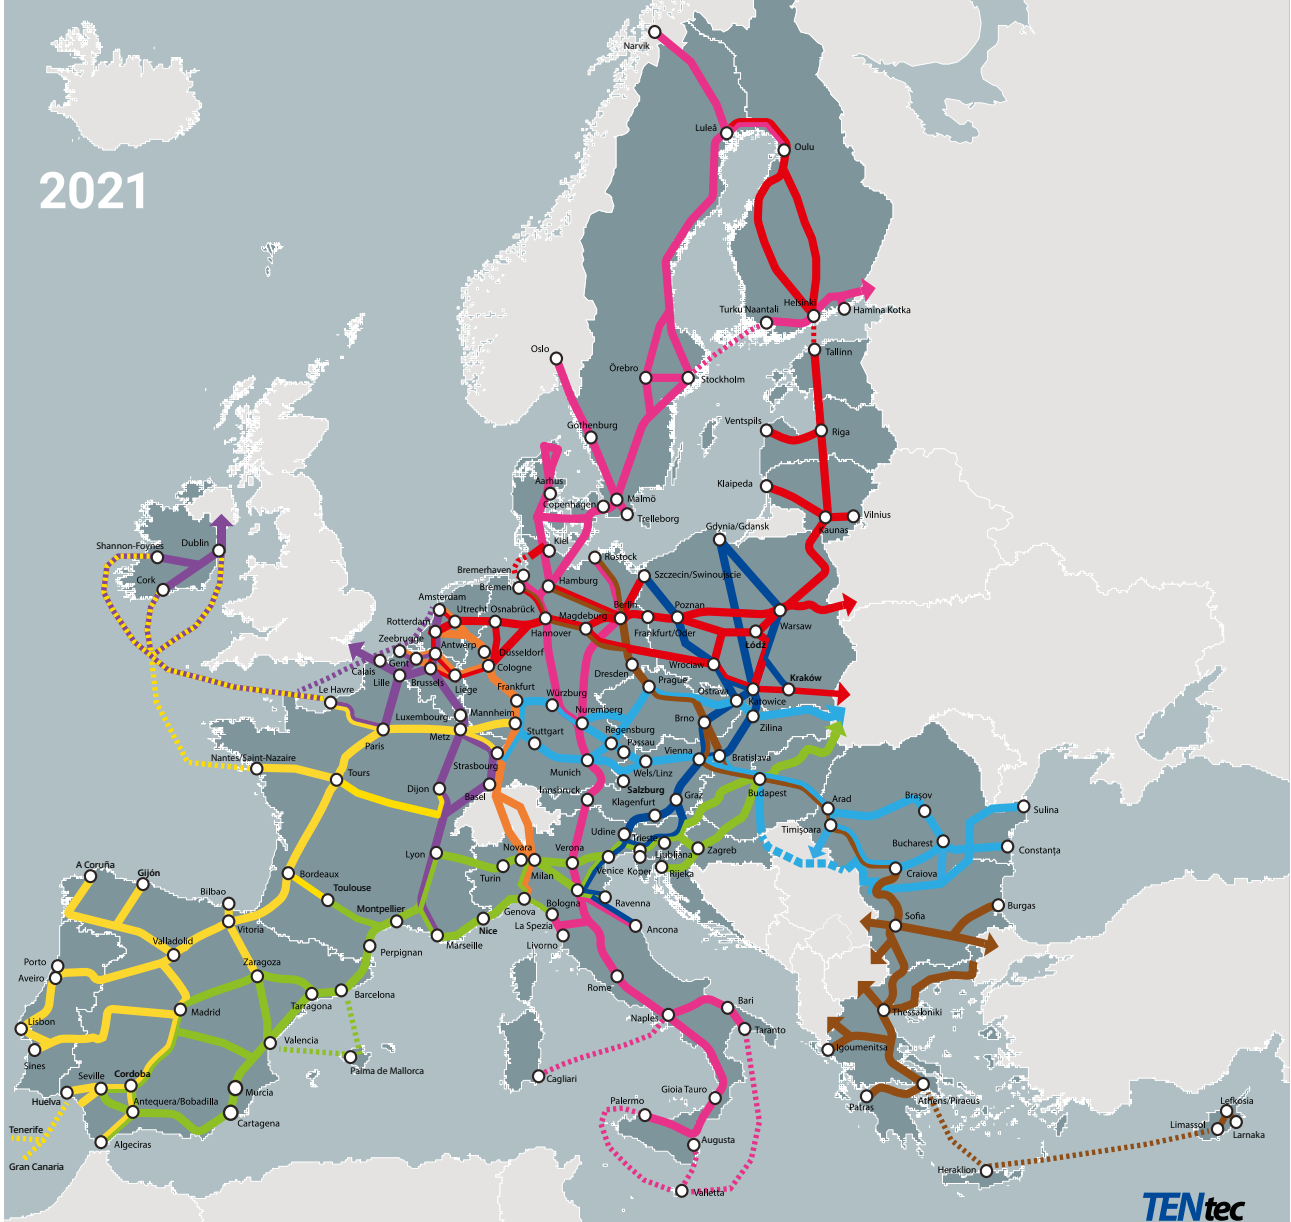 Narvik
Luleå
Oulu
2021
Turku Naantali
Helsinki
Hamina Kotka
Tallinn
Oslo
Örebro
Stockholm
Gothenburg
Ventspils
Riga
Klaipeda
Aarhus
Copenhagen
Malmö
Trelleborg
Kaunas
Vilnius
Gdynia/Gdansk
Shannon-Foynes
Dublin
Cork
Kiel
Rostock
Bremerhaven
Bremen
Hamburg
Szczecin/Swinoujscie
Amsterdam
Utrecht
Osnabrück
Magdeburg
Berlin
Poznan
Rotterdam
Hannover
Frankfurt/Oder
Warsaw
Zeebrugge
Antwerp
Düsseldorf
Łódź
Gent
Calais
Cologne
Dresden
Wrocław
Lille
Brussels
Liège
Prague
Kraków
Le Havre
Frankfurt
Würzburg
Ostrava
Katowice
Luxembourg
Mannheim
Nuremberg
Brno
Zilina
Paris
Metz
Stuttgart
Regensburg
Passau
Nantes/Saint-Nazaire
Tours
Strasbourg
Munich
Wels/Linz
Vienna
Bratislava
Dijon
Basel
Innsbruck
Salzburg
Klagenfurt
Graz
Budapest
Arad
Braşov
Sulina
Udine
Trieste
Timișoara
Bucharest
Constanța
Lyon
Novara
Verona
Ljubljana
Zagreb
A Coruña
Gijón
Bordeaux
Turin
Milan
Venice
Koper
Rijeka
Craiova
Bilbao
Toulouse
Montpellier
Genova
Bologna
Ravenna
Burgas
Vitoria
Nice
La Spezia
Sofia
Valladolid
Perpignan
Marseille
Livorno
Ancona
Porto
Aveiro
Zaragoza
Barcelona
Tarragona
Rome
Lisbon
Madrid
Naples
Bari
Thessaloniki
Sines
Valencia
Taranto
Igoumenitsa
Palma de Mallorca
Seville
Cordoba
Cagliari
Huelva
Antequera/Bobadilla
Murcia
Gioia Tauro
Athens/Piraeus
Cartagena
Palermo
Patras
Lefkosia
Tenerife
Algeciras
Augusta
Limassol
Larnaka
Gran Canaria
Heraklion
Valletta
TENtec